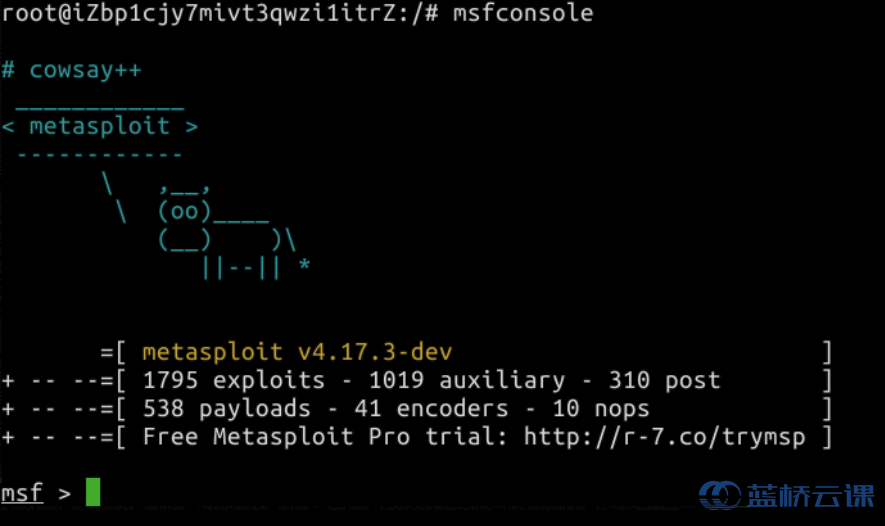 root@iZbp1cjy7mivt3qwzi1itrZ:/# msfconsole
# cowsay++
 ____________
< metasploit >
 ------------
       \   ,__,
        \  (oo)____
           (__)    )\
              ||--|| *
       =[ metasploit v4.17.3-dev                          ]
+ -- --=[ 1795 exploits - 1019 auxiliary - 310 post       ]
+ -- --=[ 538 payloads - 41 encoders - 10 nops            ]
+ -- --=[ Free Metasploit Pro trial: http://r-7.co/trymsp ]
msf >
蓝桥云课